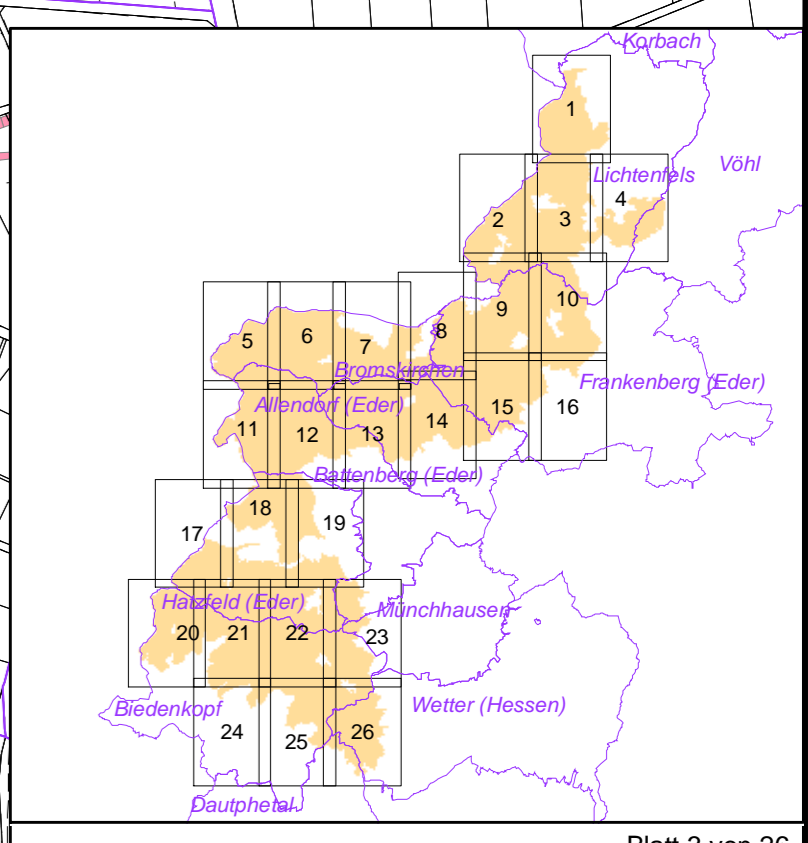 Korbach
1
Vöhl
Lichtenfels
4
2
3
10
9
8
6
5
7
Bromskirchen
Frankenberg (Eder)
Allendorf (Eder)
15
16
14
11
12
13
Battenberg (Eder)
18
19
17
Hatzfeld (Eder)
Münchhausen
20
21
22
23
Wetter (Hessen)
Biedenkopf
24
25
26
Dautphetal